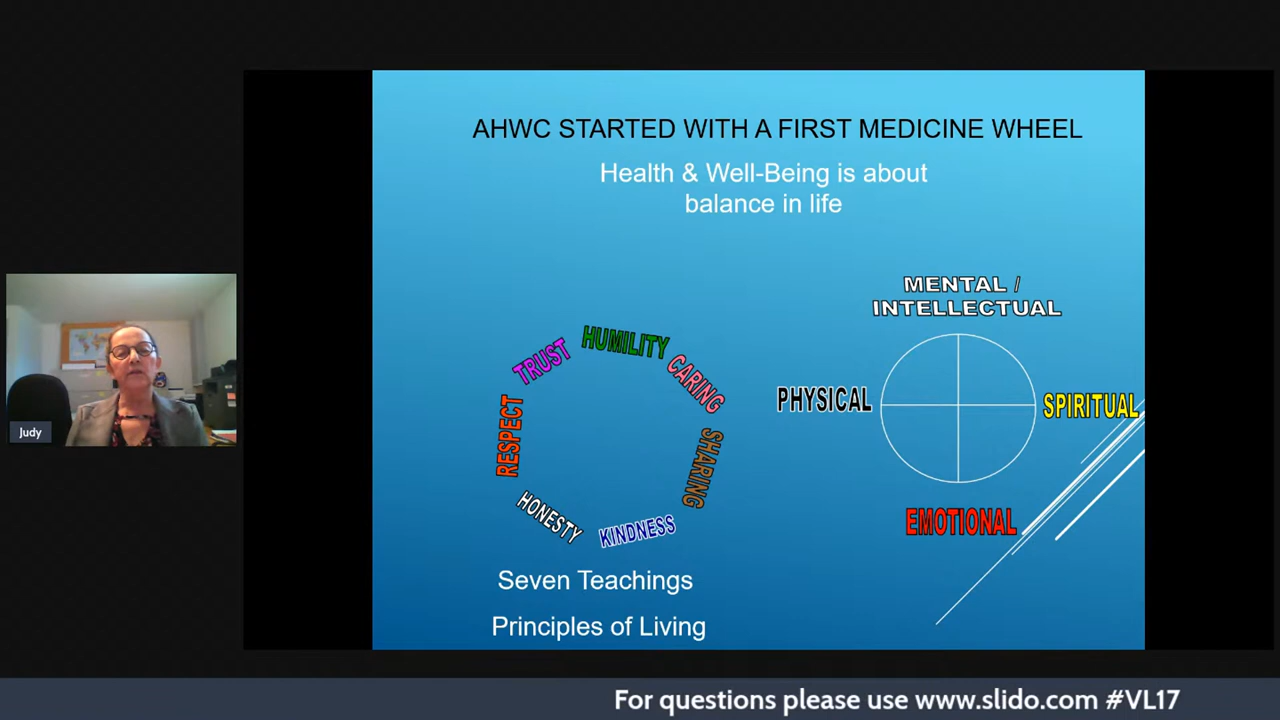 AHWC STARTED WITH A FIRST MEDICINE WHEEL
Health & Well-Being is about
balance in life
MENTAL /
INTELLECTUAL
PHYSICAL
SPIRITUAL
EMOTIONAL
HUMILITY
CARING
SHARING
KINDNESS
HONESTY
RESPECT
TRUST
Seven Teachings
Principles of Living
Judy
For questions please use www.slido.com #VL17